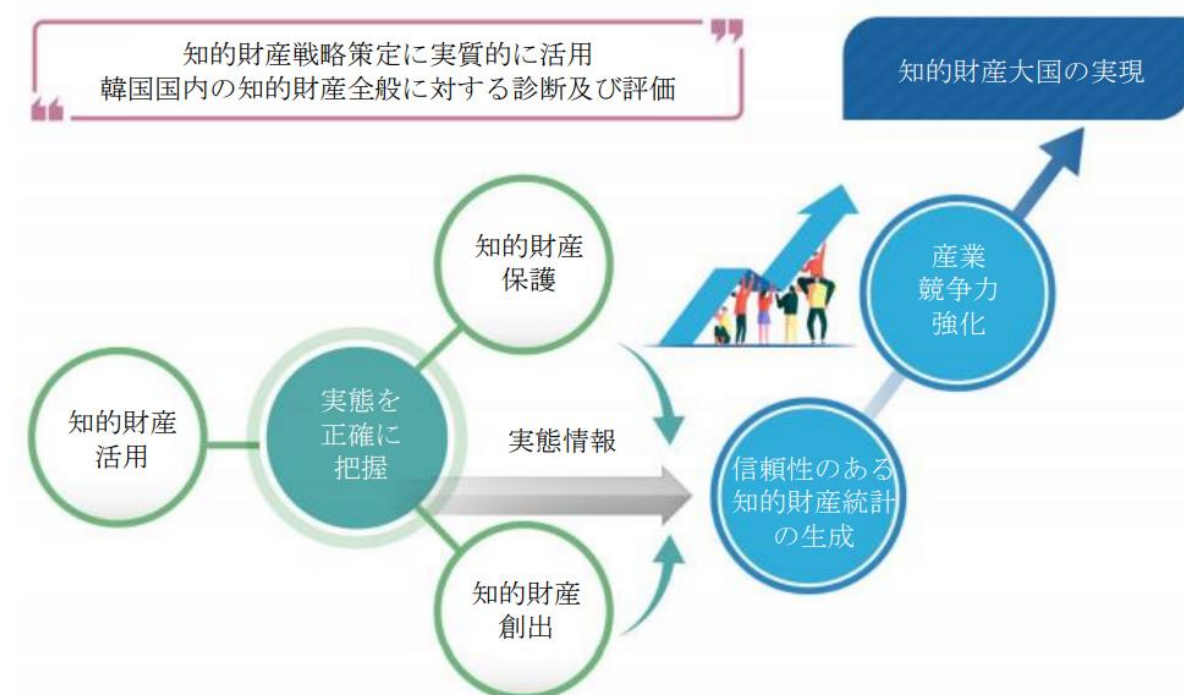 知的財産戦略策定に実質的に活用
韓国国内の知的財産全般に対する診断及び評価
知的財産大国の実現
知的財産
保護
産業
競争力
強化
知的財産
活用
実態を
正確に
把握
実態情報
信頼性のある
知的財産統計
の生成
知的財産
創出